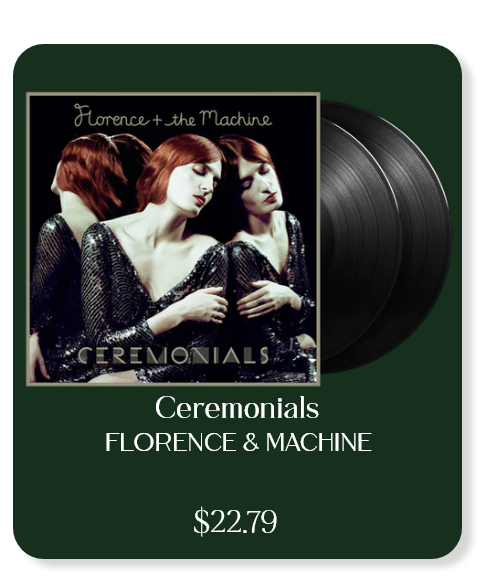 Florence + the Machine
CEREMONIALS
Ceremonials
FLORENCE & MACHINE
$22.79